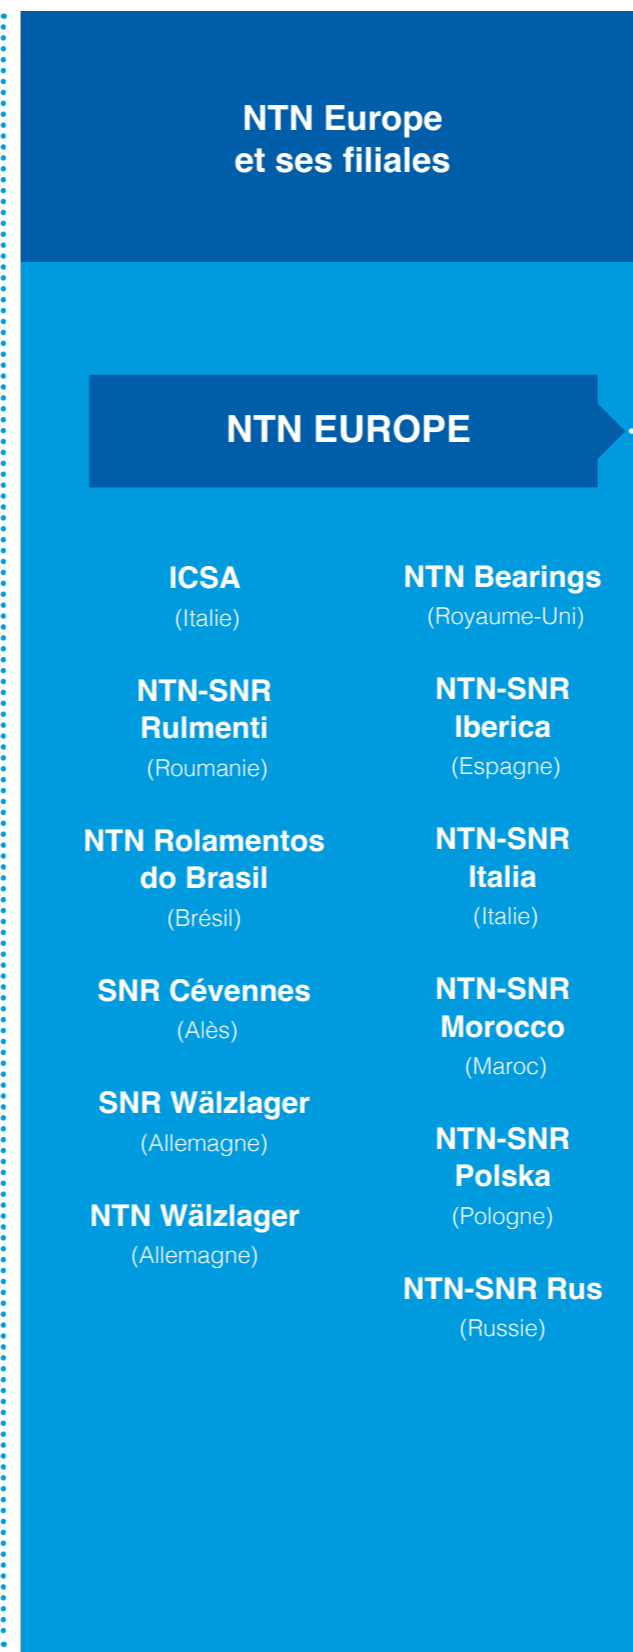 NTN Europe
et ses filiales
NTN EUROPE
ICSA
(Italie)
NTN-SNR
Rulmenti
(Roumanie)
NTN Rolamentos
do Brasil
(Brésil)
SNR Cévennes
(Alès)
SNR Wälzlager
(Allemagne)
NTN Wälzlager
(Allemagne)
NTN Bearings
(Royaume-Uni)
NTN-SNR
Iberica
(Espagne)
NTN-SNR
Italia
(Italie)
NTN-SNR
Morocco
(Maroc)
NTN-SNR
Polska
(Pologne)
NTN-SNR Rus
(Russie)